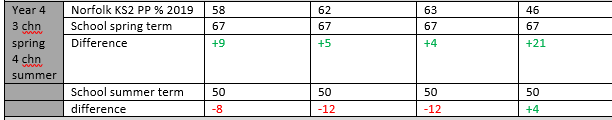 Year 4 Norfolk KS2 PP % 2019 58 62 63 46
3 chn School spring term 67 67 67 67
spring Difference +9 +5 +4 +21
4 chn
summer
School summer term 50 50 50 50
difference -8 -12 -12 +4